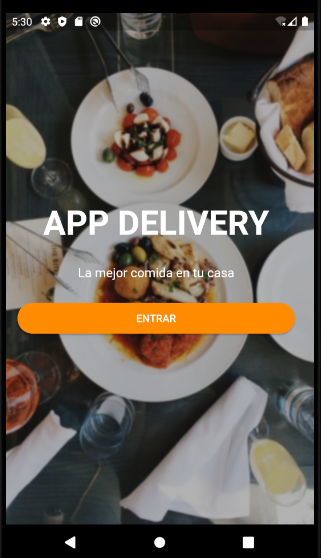 5:30
APP DELIVERY
La mejor comida en tu casa
ENTRAR